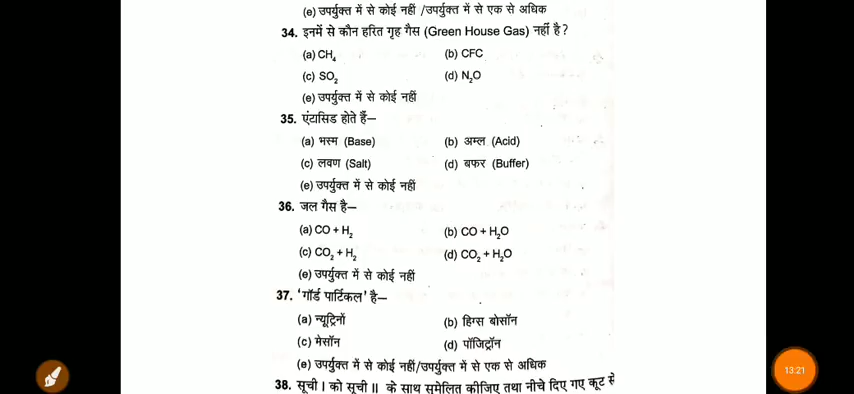 (e) उपर्युक्त में से कोई नहीं /उपर्युक्त में से एक से अधिक
34. इनमें से कौन हरित गृह गैस (Green House Gas) नहीं है?
(a) CH₄ (b) CFC
(c) SO₂ (d) N₂O
(e) उपर्युक्त में से कोई नहीं
35. एंटासिड होते हैं—
(a) भस्म (Base) (b) अम्ल (Acid)
(c) लवण (Salt) (d) बफर (Buffer)
(e) उपर्युक्त में से कोई नहीं
36. जल गैस है—
(a) CO + H₂ (b) CO + H₂O
(c) CO₂ + H₂ (d) CO₂ + H₂O
(e) उपर्युक्त में से कोई नहीं
37. 'गॉर्ड पार्टिकल' है—
(a) न्यूट्रिनों (b) हिग्स बोसॉन
(c) मेसॉन (d) पॉजिट्रॉन
(e) उपर्युक्त में से कोई नहीं/उपर्युक्त में से एक से अधिक
13:21
38. सूची I को सूची II के साथ सुमेलित कीजिए तथा नीचे दिए गए कूट से